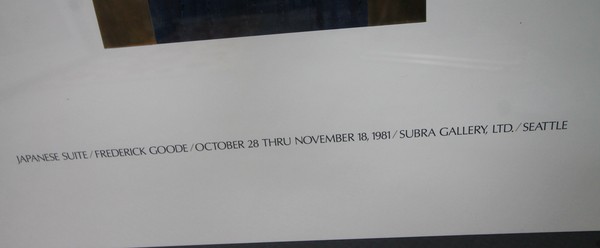 JAPANESE SUITE / FREDERICK GOODE / OCTOBER 28 THRU NOVEMBER 18, 1981 / SUBRA GALLERY, LTD. / SEATTLE